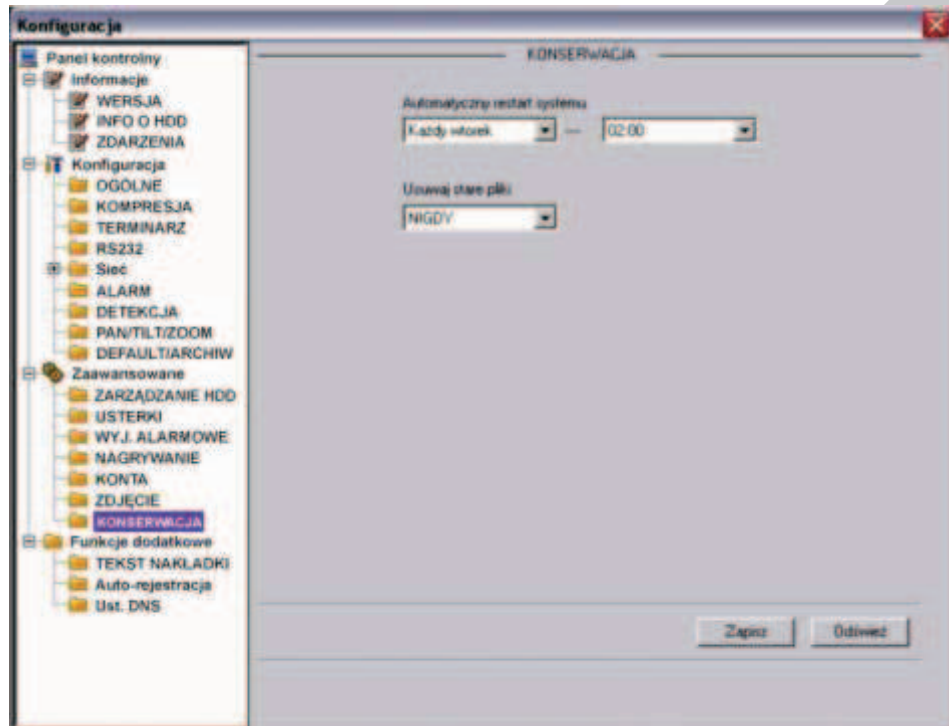 Konfiguracja
Panel kontrolny
Informacje
WERSJA
INFO O HDD
ZDARZENIA
Konfiguracja
OGÓLNE
KOMPRESJA
TERMINARZ
RS232
Sieć
ALARM
DETEKCJA
PAN/TILT/ZOOM
DEFAULT/ARCHIW
Zaawansowane
ZARZĄDZANIE HDD
USTERKI
WYJ. ALARMOWE
NAGRYWANIE
KONTA
ZDJĘCIE
KONSERWACJA
Funkcje dodatkowe
TEKST NAKŁADKI
Auto-rejestracja
Ust. DNS
KONSERWACJA
Automatyczny restart systemu
Każdy wtorek — 02:00
Usuwaj stare pliki
NIGDY
Zapisz Odśwież